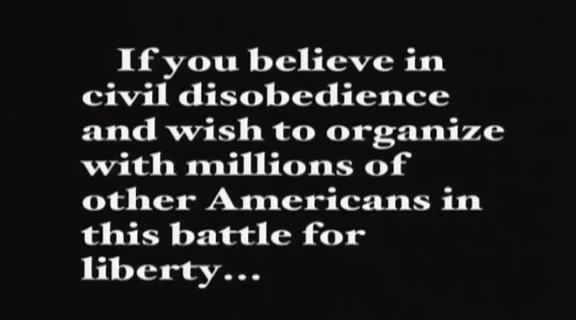 If you believe in
civil disobedience
and wish to organize
with millions of
other Americans in
this battle for
liberty...